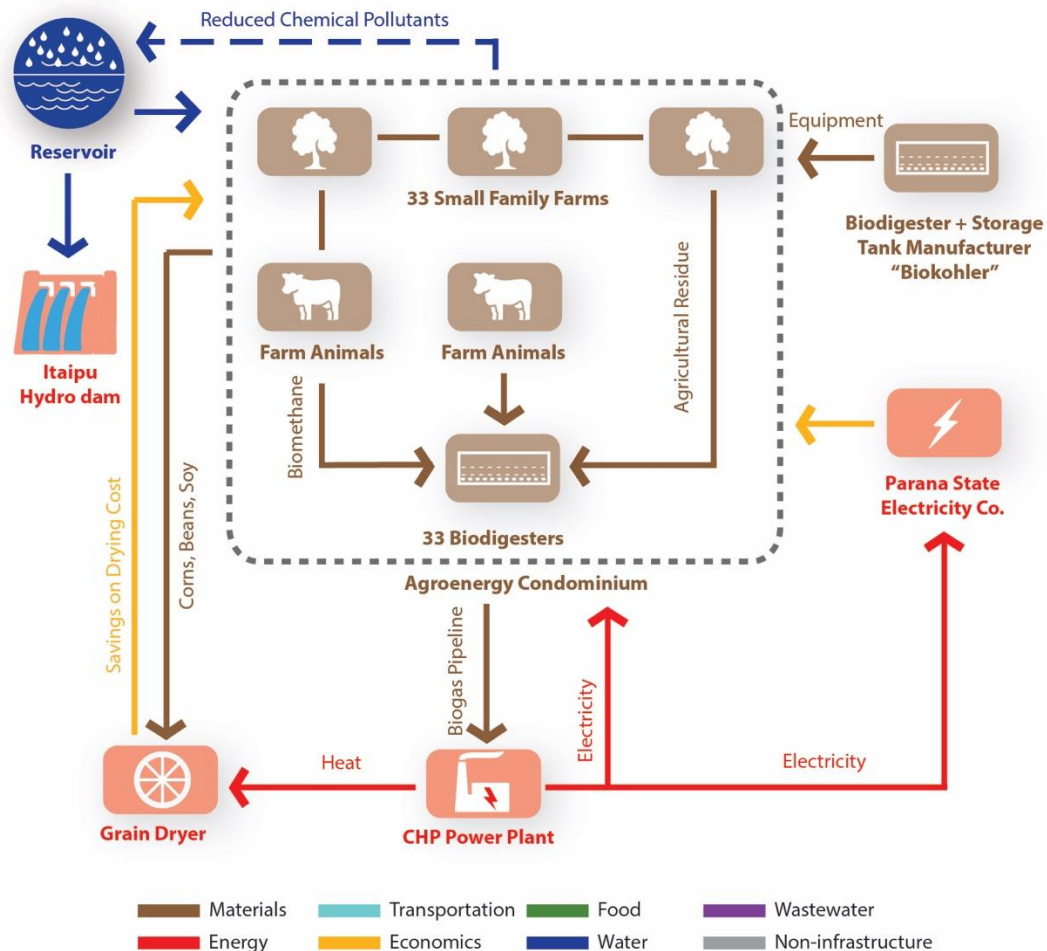 Reduced Chemical Pollutants
Reservoir
33 Small Family Farms
Equipment
Biodigester + Storage
Tank Manufacturer
“Biokohler”
Itaipu
Hydro dam
Farm Animals
Farm Animals
Agricultural Residue
Biomethane
Savings on Drying Cost
Corns, Beans, Soy
Parana State
Electricity Co.
33 Biodigesters
Agroenergy Condominium
Biogas Pipeline
Electricity
Heat
Electricity
Grain Dryer
CHP Power Plant
Materials
Transportation
Food
Wastewater
Energy
Economics
Water
Non-infrastructure